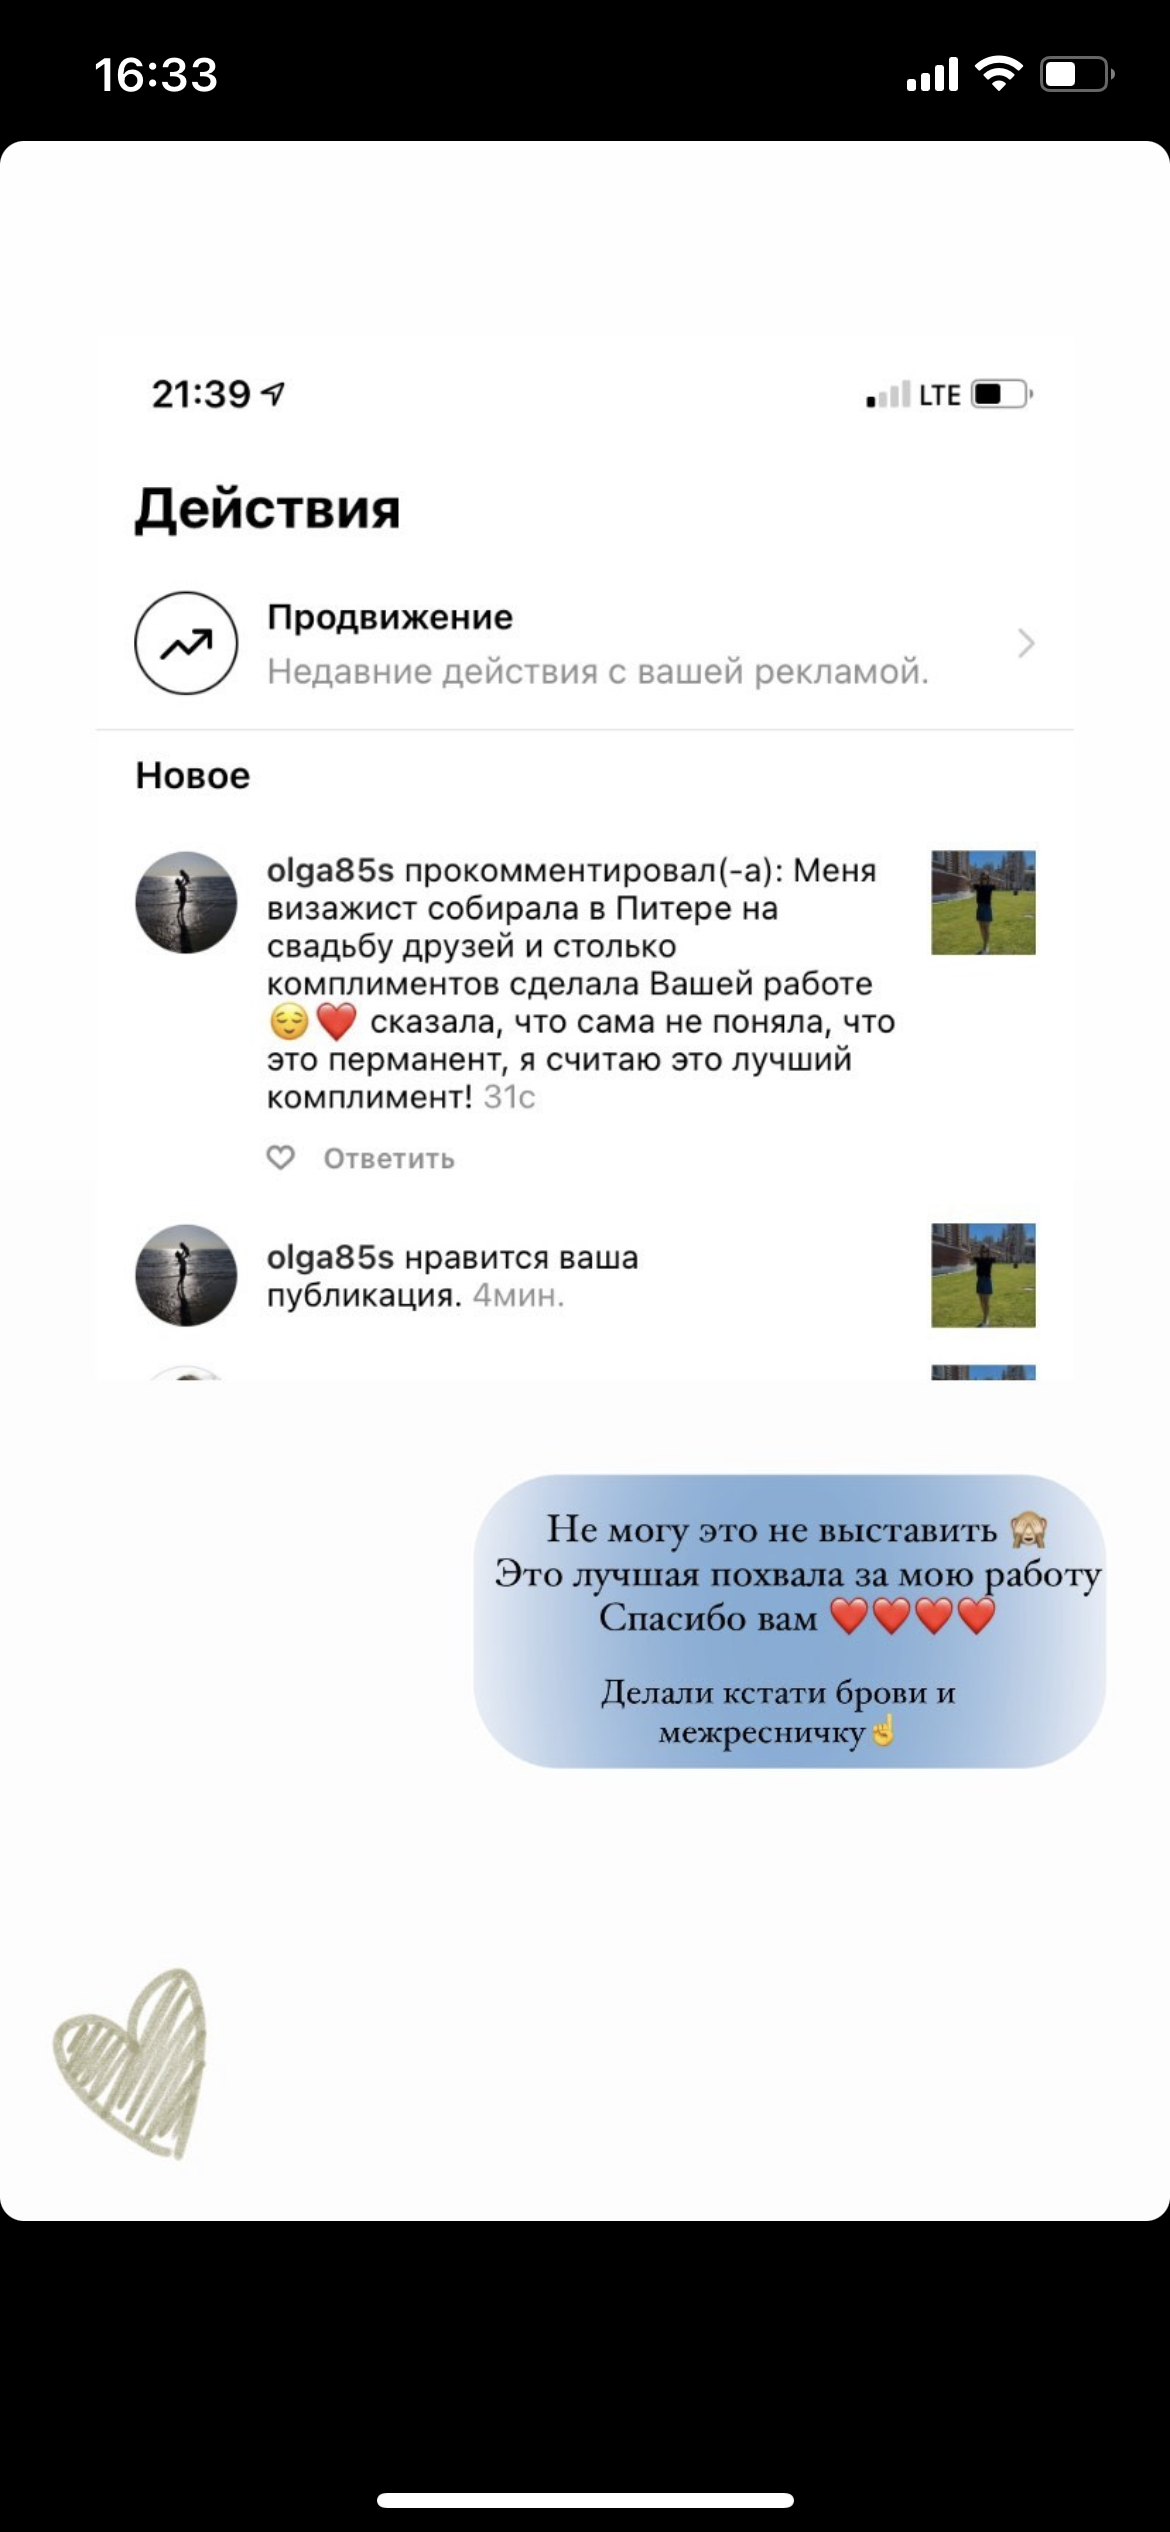 16:33
21:39
LTE
Действия
Продвижение
Недавние действия с вашей рекламой.
Новое
olga85s прокомментировал(-а): Меня
визажист собирала в Питере на
свадьбу друзей и столько
комплиментов сделала Вашей работе
😌❤️ сказала, что сама не поняла, что
это перманент, я считаю это лучший
комплимент! 31с
Ответить
olga85s нравится ваша
публикация. 4мин.
Не могу это не выставить 🙈
Это лучшая похвала за мою работу
Спасибо вам ❤️❤️❤️❤️
Делали кстати брови и
межресничку☝️